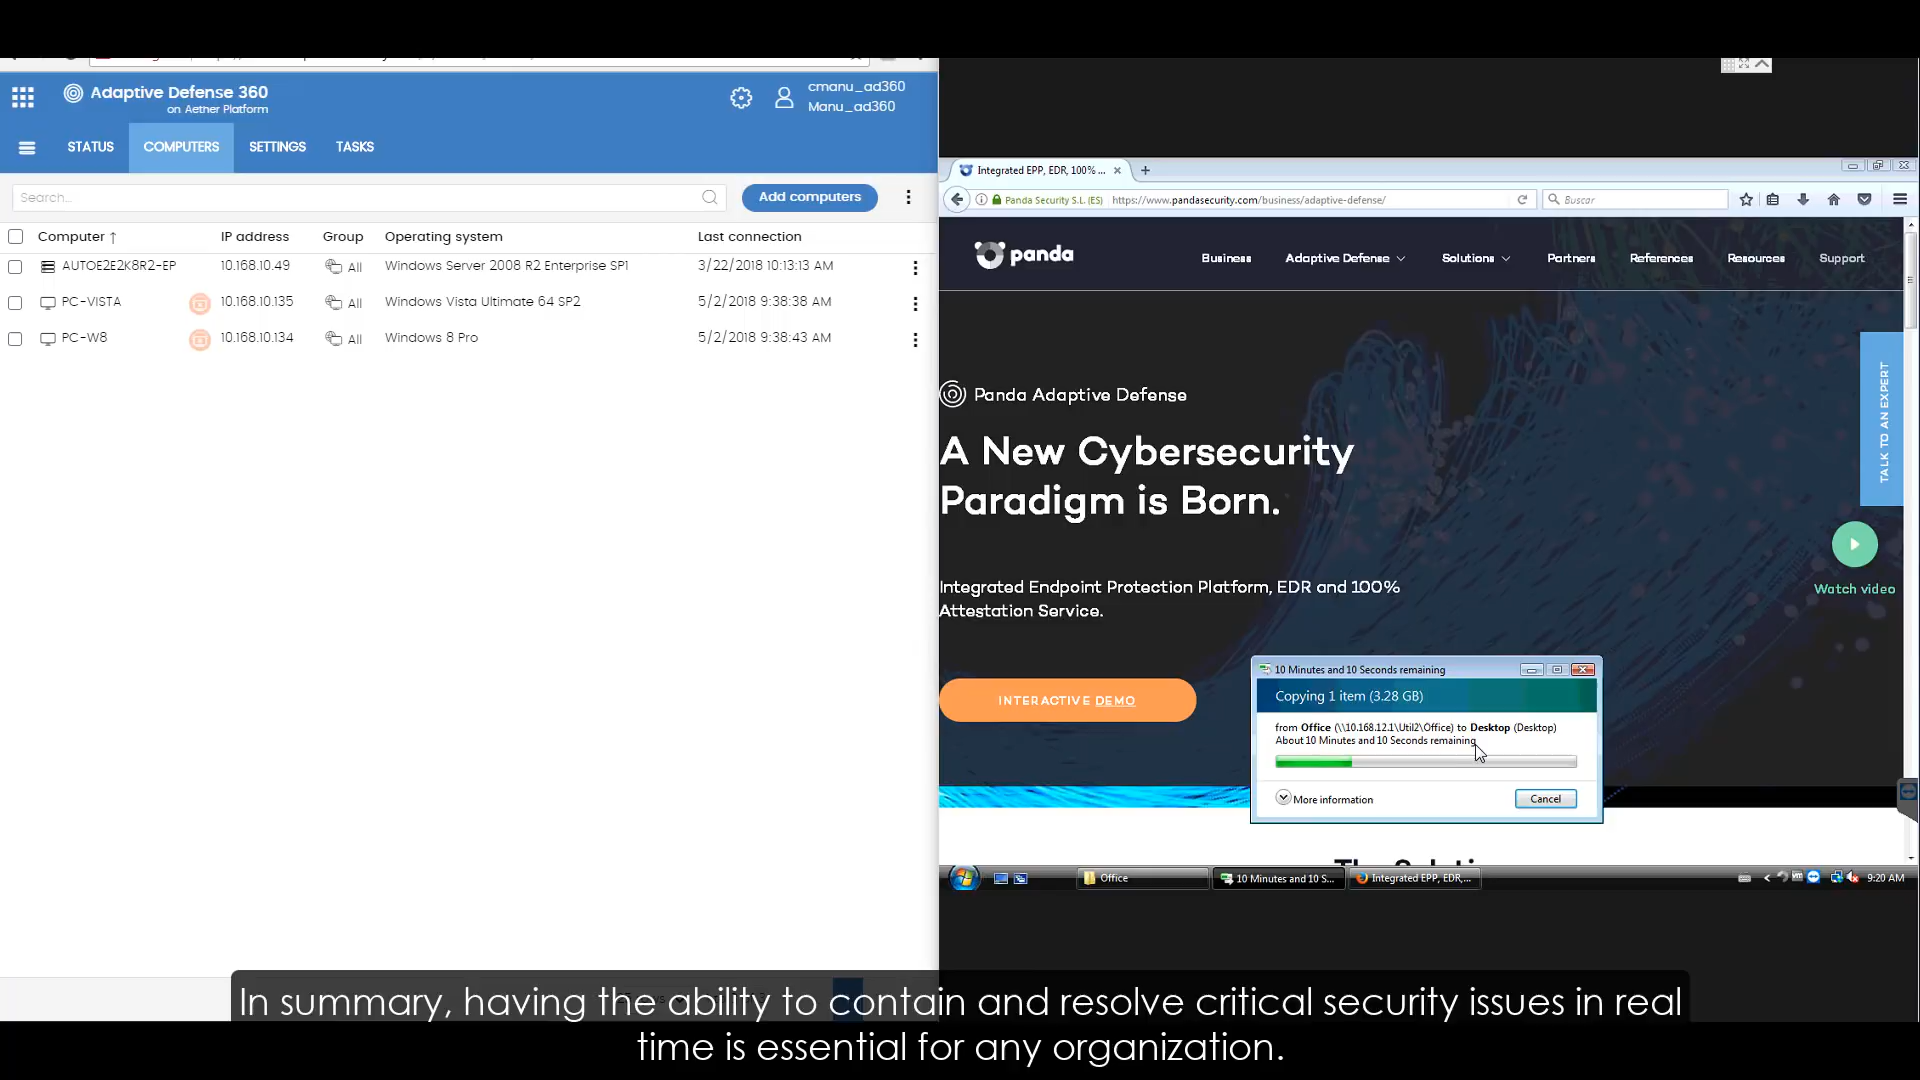 Adaptive Defense 360
on Aether Platform
cmanu_ad360
Manu_ad360
STATUS
COMPUTERS
SETTINGS
TASKS
Search...
Add computers
Computer ↑ IP address Group Operating system Last connection
AUTOE2E2K8R2-EP 10.168.10.49 All Windows Server 2008 R2 Enterprise SP1 3/22/2018 10:13:13 AM
PC-VISTA 10.168.10.135 All Windows Vista Ultimate 64 SP2 5/2/2018 9:38:38 AM
PC-W8 10.168.10.134 All Windows 8 Pro 5/2/2018 9:38:43 AM
Integrated EPP, EDR, 100% ...
Panda Security S.L. (ES) https://www.pandasecurity.com/business/adaptive-defense/
Buscar
panda
Business Adaptive Defense Solutions Partners References Resources Support
TALK TO AN EXPERT
Panda Adaptive Defense
A New Cybersecurity
Paradigm is Born.
Watch video
Integrated Endpoint Protection Platform, EDR and 100%
Attestation Service.
INTERACTIVE DEMO
10 Minutes and 10 Seconds remaining
Copying 1 item (3.28 GB)
from Office (\\10.168.12.1\Util2\Office) to Desktop (Desktop)
About 10 Minutes and 10 Seconds remaining
More information
Cancel
Office
10 Minutes and 10 S...
Integrated EPP, EDR,...
9:20 AM
In summary, having the ability to contain and resolve critical security issues in real
time is essential for any organization.